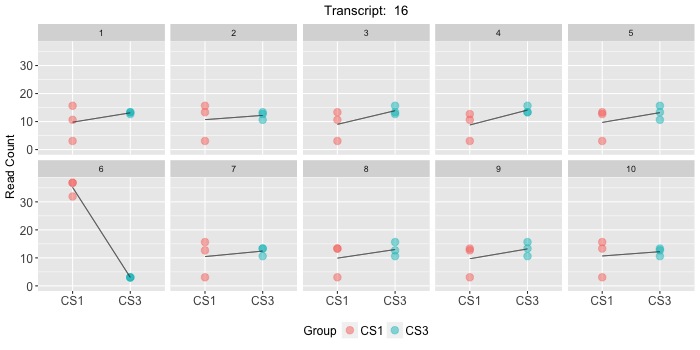 Transcript:  16
1 2 3 4 5
30
20
10
0
Read Count
6 7 8 9 10
30
20
10
0
CS1 CS3 CS1 CS3 CS1 CS3 CS1 CS3 CS1 CS3
Group CS1 CS3